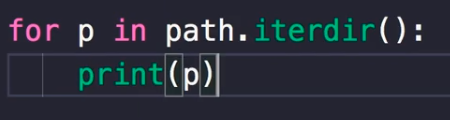 for p in path.iterdir():
    print(p)